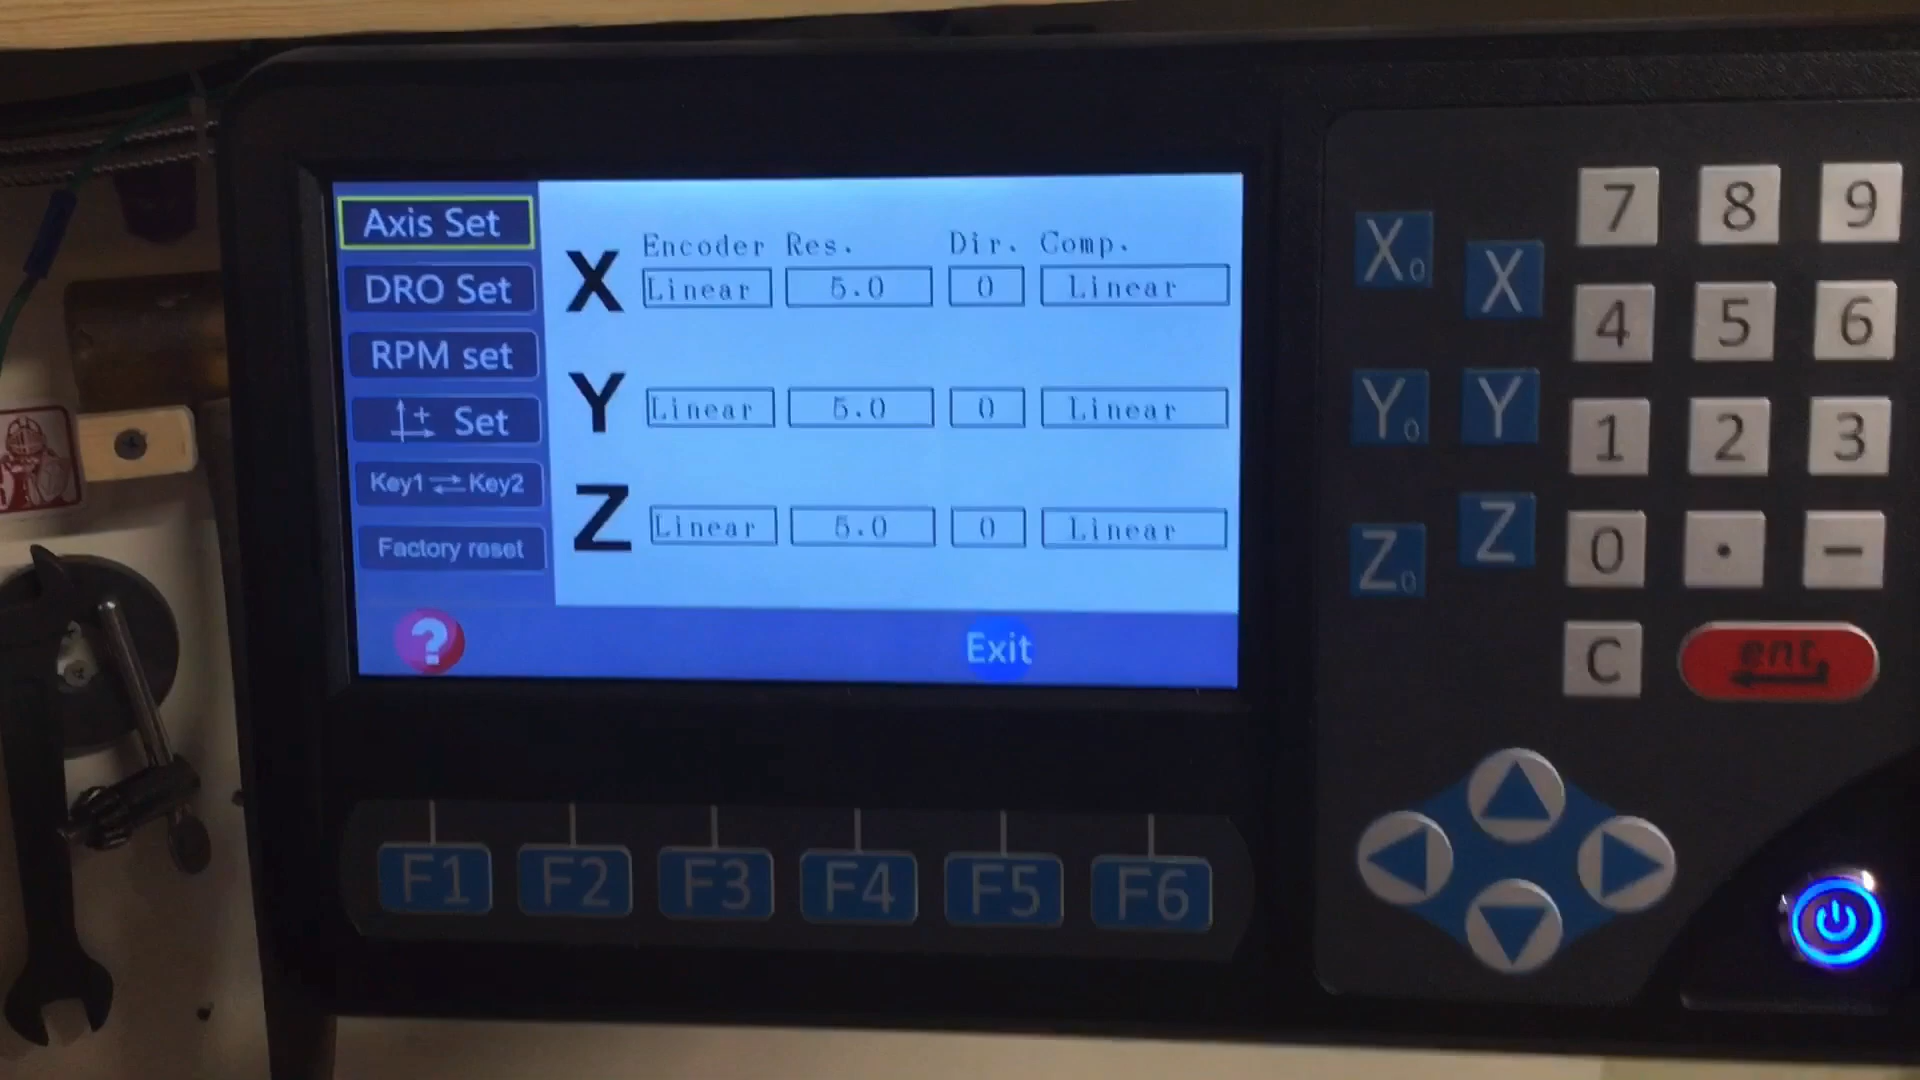 Axis Set
DRO Set
RPM set
+ Set
Key1 ⇄ Key2
Factory reset
Encoder Res. Dir. Comp.
X Linear 5.0 0 Linear
Y Linear 5.0 0 Linear
Z Linear 5.0 0 Linear
? Exit
F1 F2 F3 F4 F5 F6
X0 X 7 8 9
4 5 6
Y0 Y 1 2 3
Z0 Z 0 . -
C ent